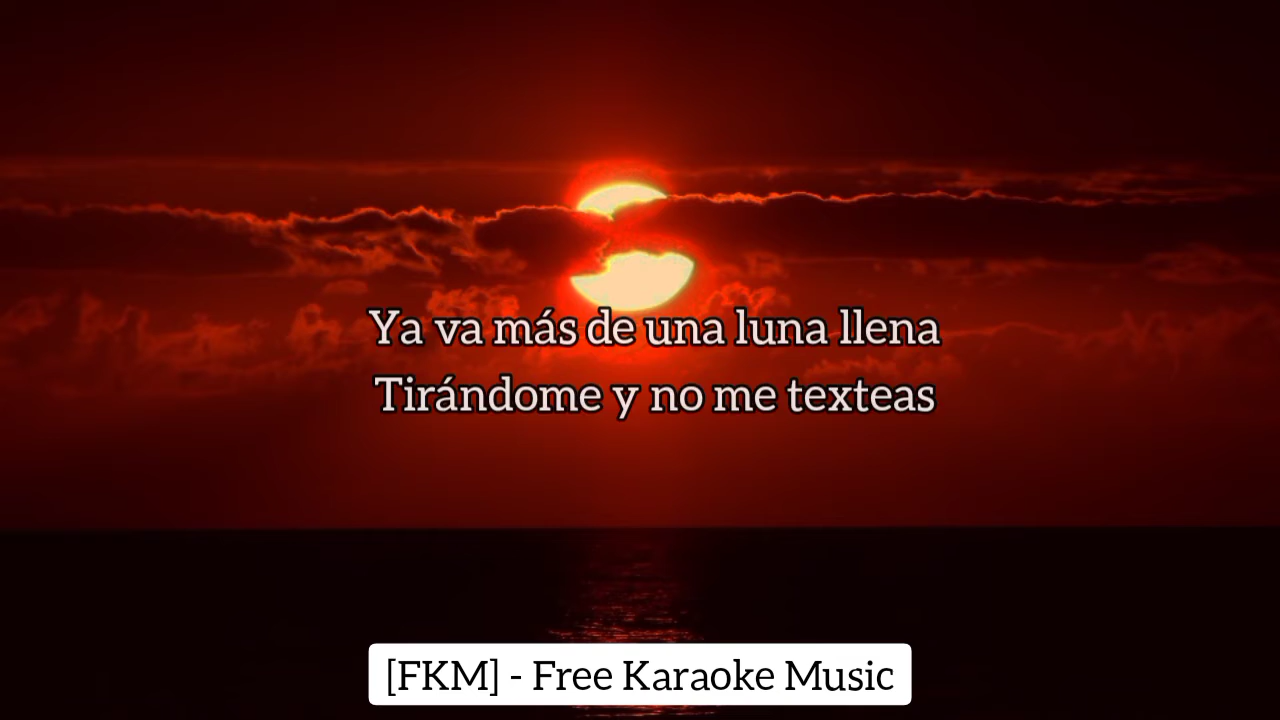 Ya va más de una luna llena
Tirándome y no me texteas
[FKM] - Free Karaoke Music